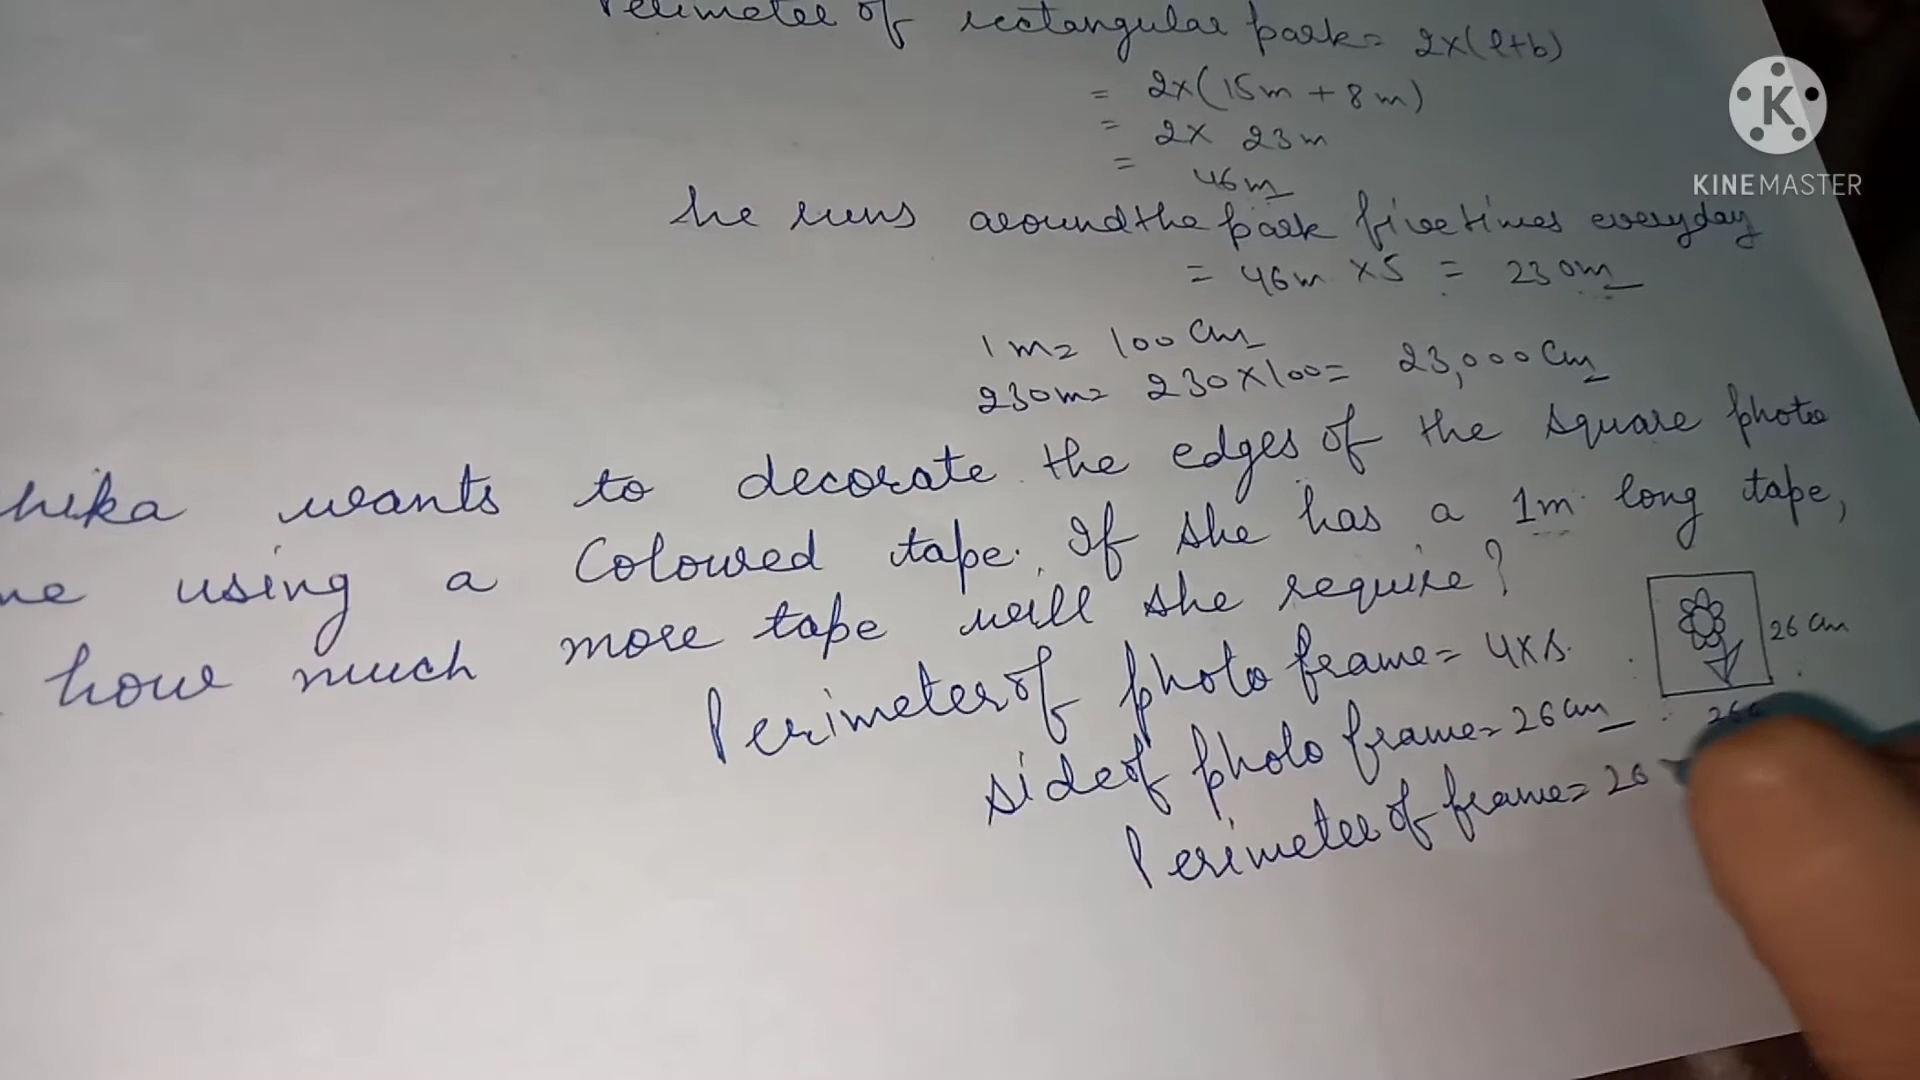 Perimeter of rectangular park = 2x(l+b)
= 2x(15m + 8m)
= 2x 23m
= 46m
he runs around the park five times everyday
= 46m x5 = 230m
1m = 100 cm
230m = 230x100 = 23,000 cm
hika wants to decorate the edges of the square photo
me using a Coloured tape. If she has a 1m long tape,
how much more tape will she require?
Perimeter of photo frame = 4xs.
26 cm
side of photo frame = 26 cm
26
Perimeter of frame = 26
K
KINEMASTER